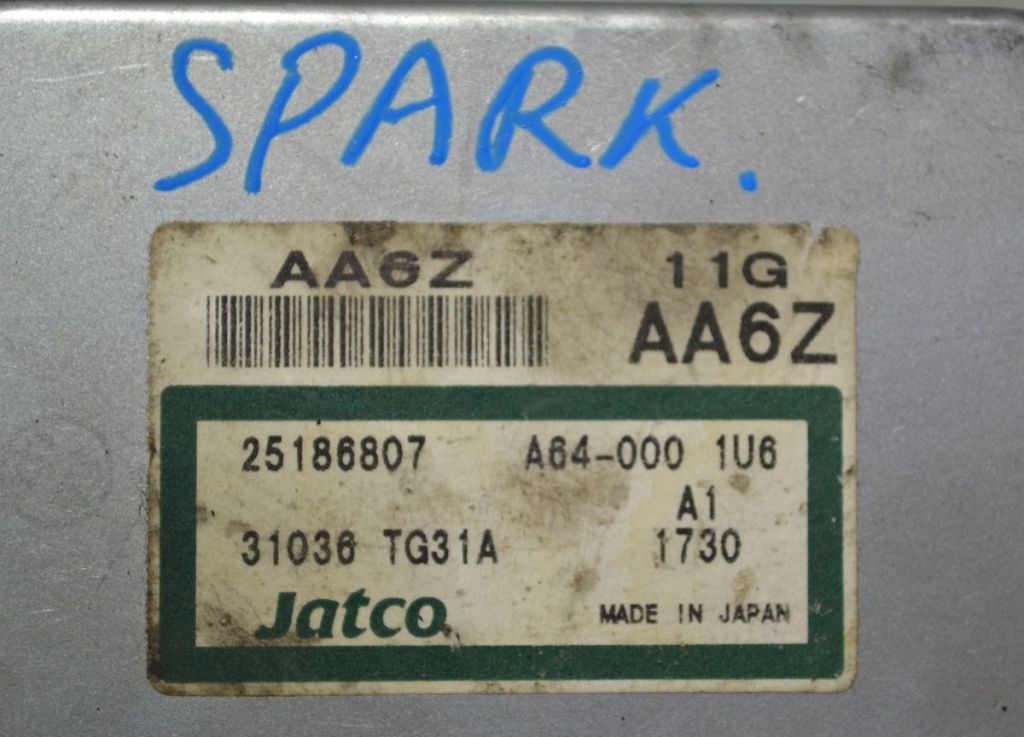 SPARK.
AA6Z 11G
AA6Z
25186807 A64-000 1U6
A1
31036 TG31A 1730
Jatco MADE IN JAPAN